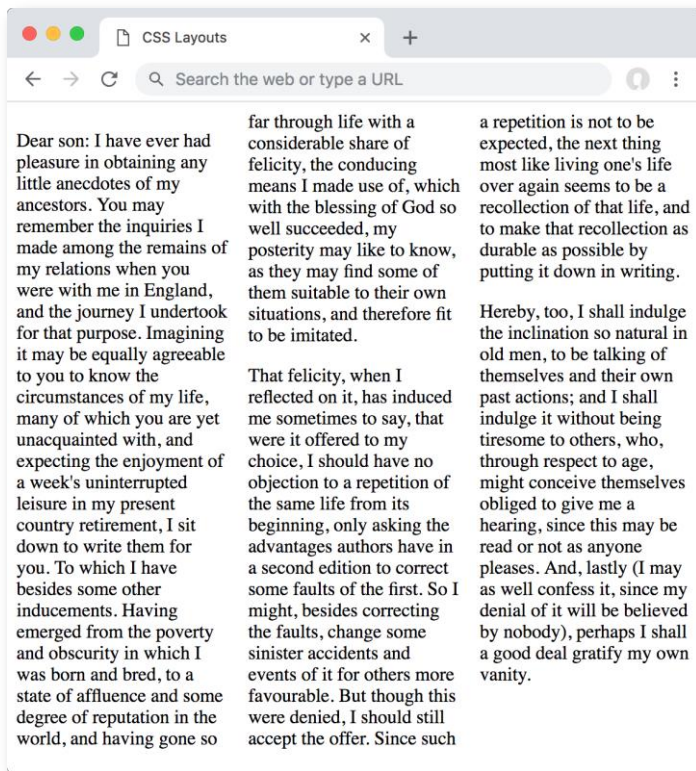 CSS Layouts
Search the web or type a URL
Dear son: I have ever had
pleasure in obtaining any
little anecdotes of my
ancestors. You may
remember the inquiries I
made among the remains of
my relations when you
were with me in England,
and the journey I undertook
for that purpose. Imagining
it may be equally agreeable
to you to know the
circumstances of my life,
many of which you are yet
unacquainted with, and
expecting the enjoyment of
a week's uninterrupted
leisure in my present
country retirement, I sit
down to write them for
you. To which I have
besides some other
inducements. Having
emerged from the poverty
and obscurity in which I
was born and bred, to a
state of affluence and some
degree of reputation in the
world, and having gone so
far through life with a
considerable share of
felicity, the conducing
means I made use of, which
with the blessing of God so
well succeeded, my
posterity may like to know,
as they may find some of
them suitable to their own
situations, and therefore fit
to be imitated.
That felicity, when I
reflected on it, has induced
me sometimes to say, that
were it offered to my
choice, I should have no
objection to a repetition of
the same life from its
beginning, only asking the
advantages authors have in
a second edition to correct
some faults of the first. So I
might, besides correcting
the faults, change some
sinister accidents and
events of it for others more
favourable. But though this
were denied, I should still
accept the offer. Since such
a repetition is not to be
expected, the next thing
most like living one's life
over again seems to be a
recollection of that life, and
to make that recollection as
durable as possible by
putting it down in writing.
Hereby, too, I shall indulge
the inclination so natural in
old men, to be talking of
themselves and their own
past actions; and I shall
indulge it without being
tiresome to others, who,
through respect to age,
might conceive themselves
obliged to give me a
hearing, since this may be
read or not as anyone
pleases. And, lastly (I may
as well confess it, since my
denial of it will be believed
by nobody), perhaps I shall
a good deal gratify my own
vanity.